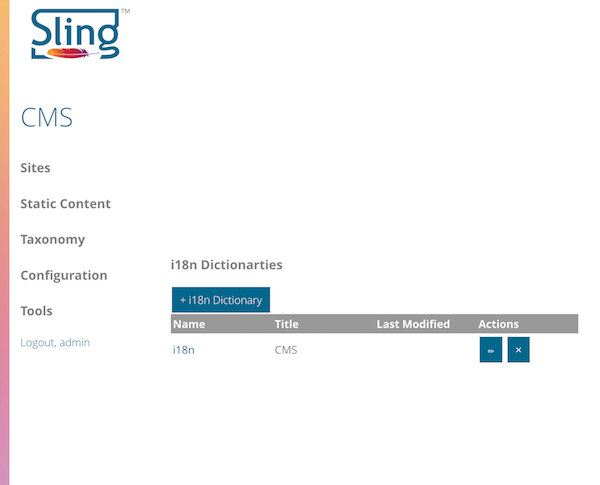 Sling™
CMS
Sites
Static Content
Taxonomy
Configuration
Tools
Logout, admin
i18n Dictionarties
+ i18n Dictionary
Name Title Last Modified Actions
i18n CMS